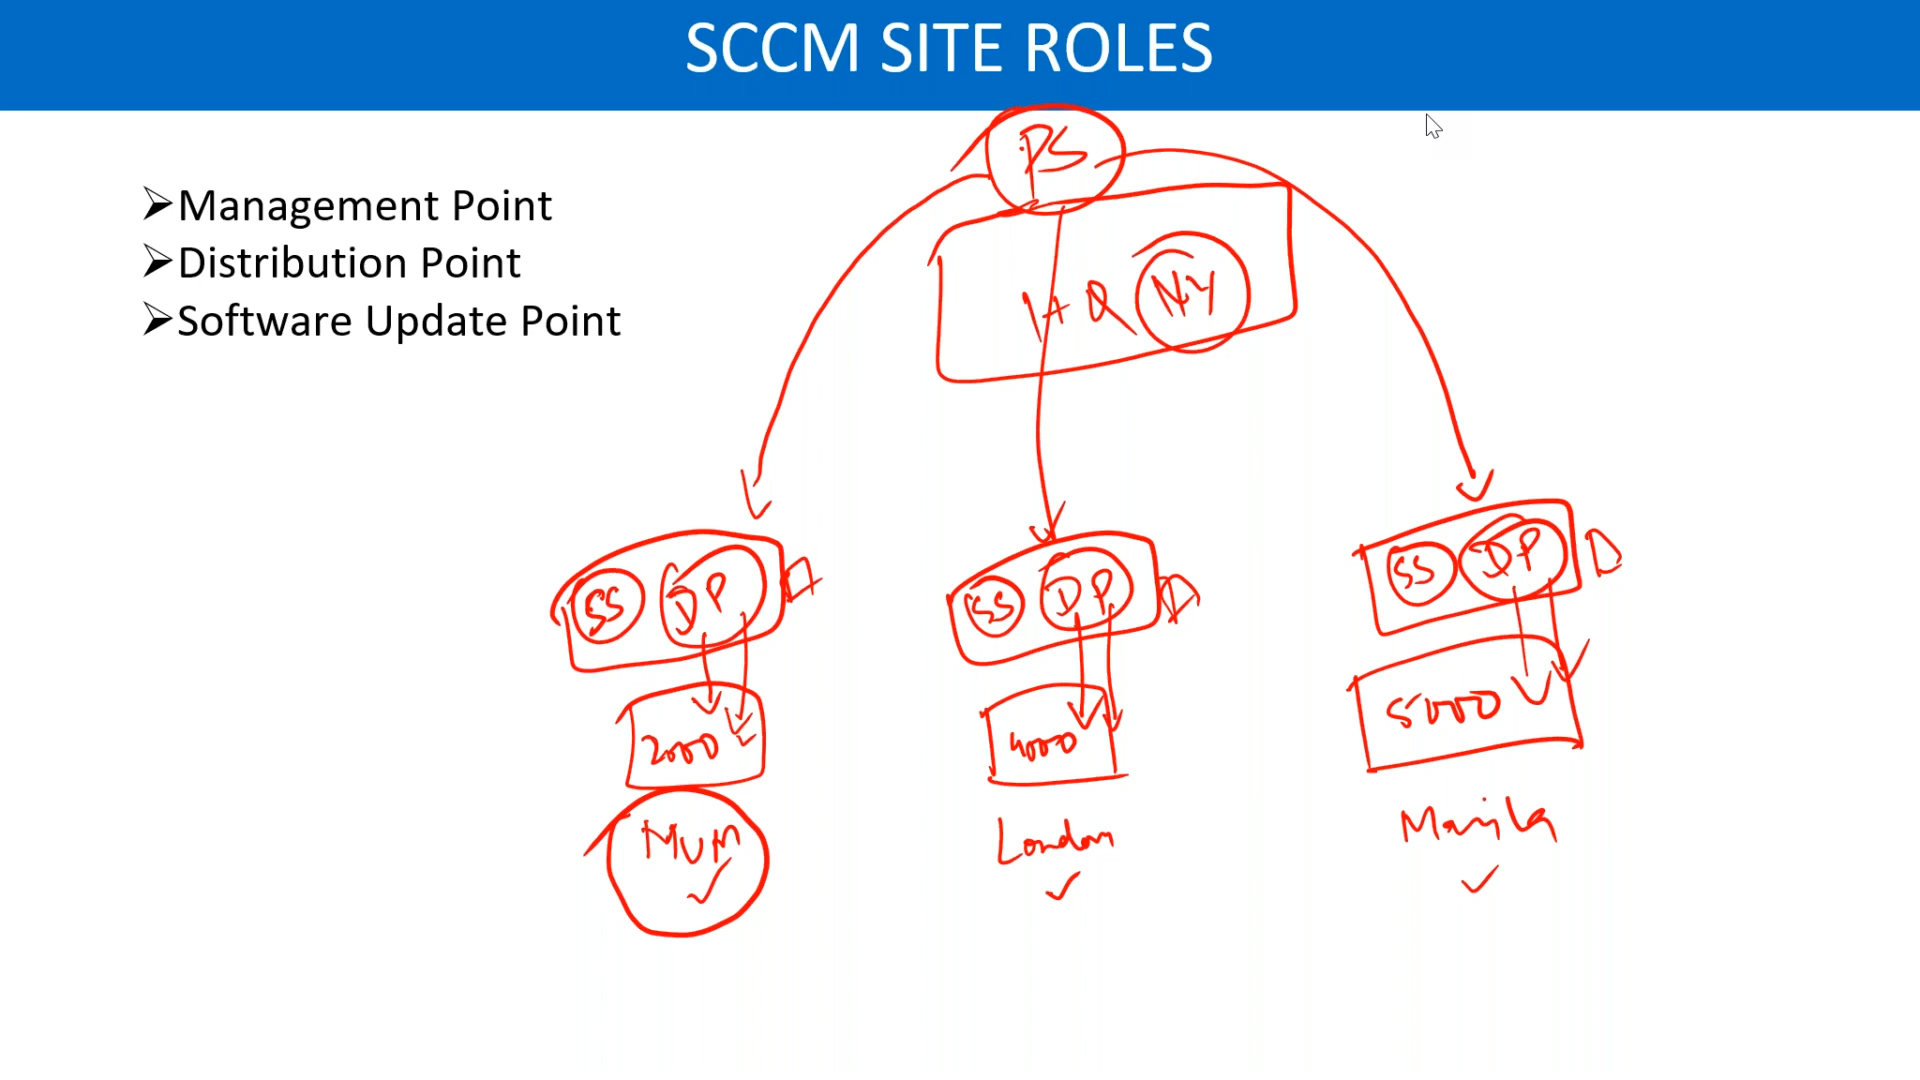 SCCM SITE ROLES
➢Management Point
➢Distribution Point
➢Software Update Point
PS
HQ NY
SS DP
SS DP D
SS DP D
2000
4000
5000
MUM
London
Manila